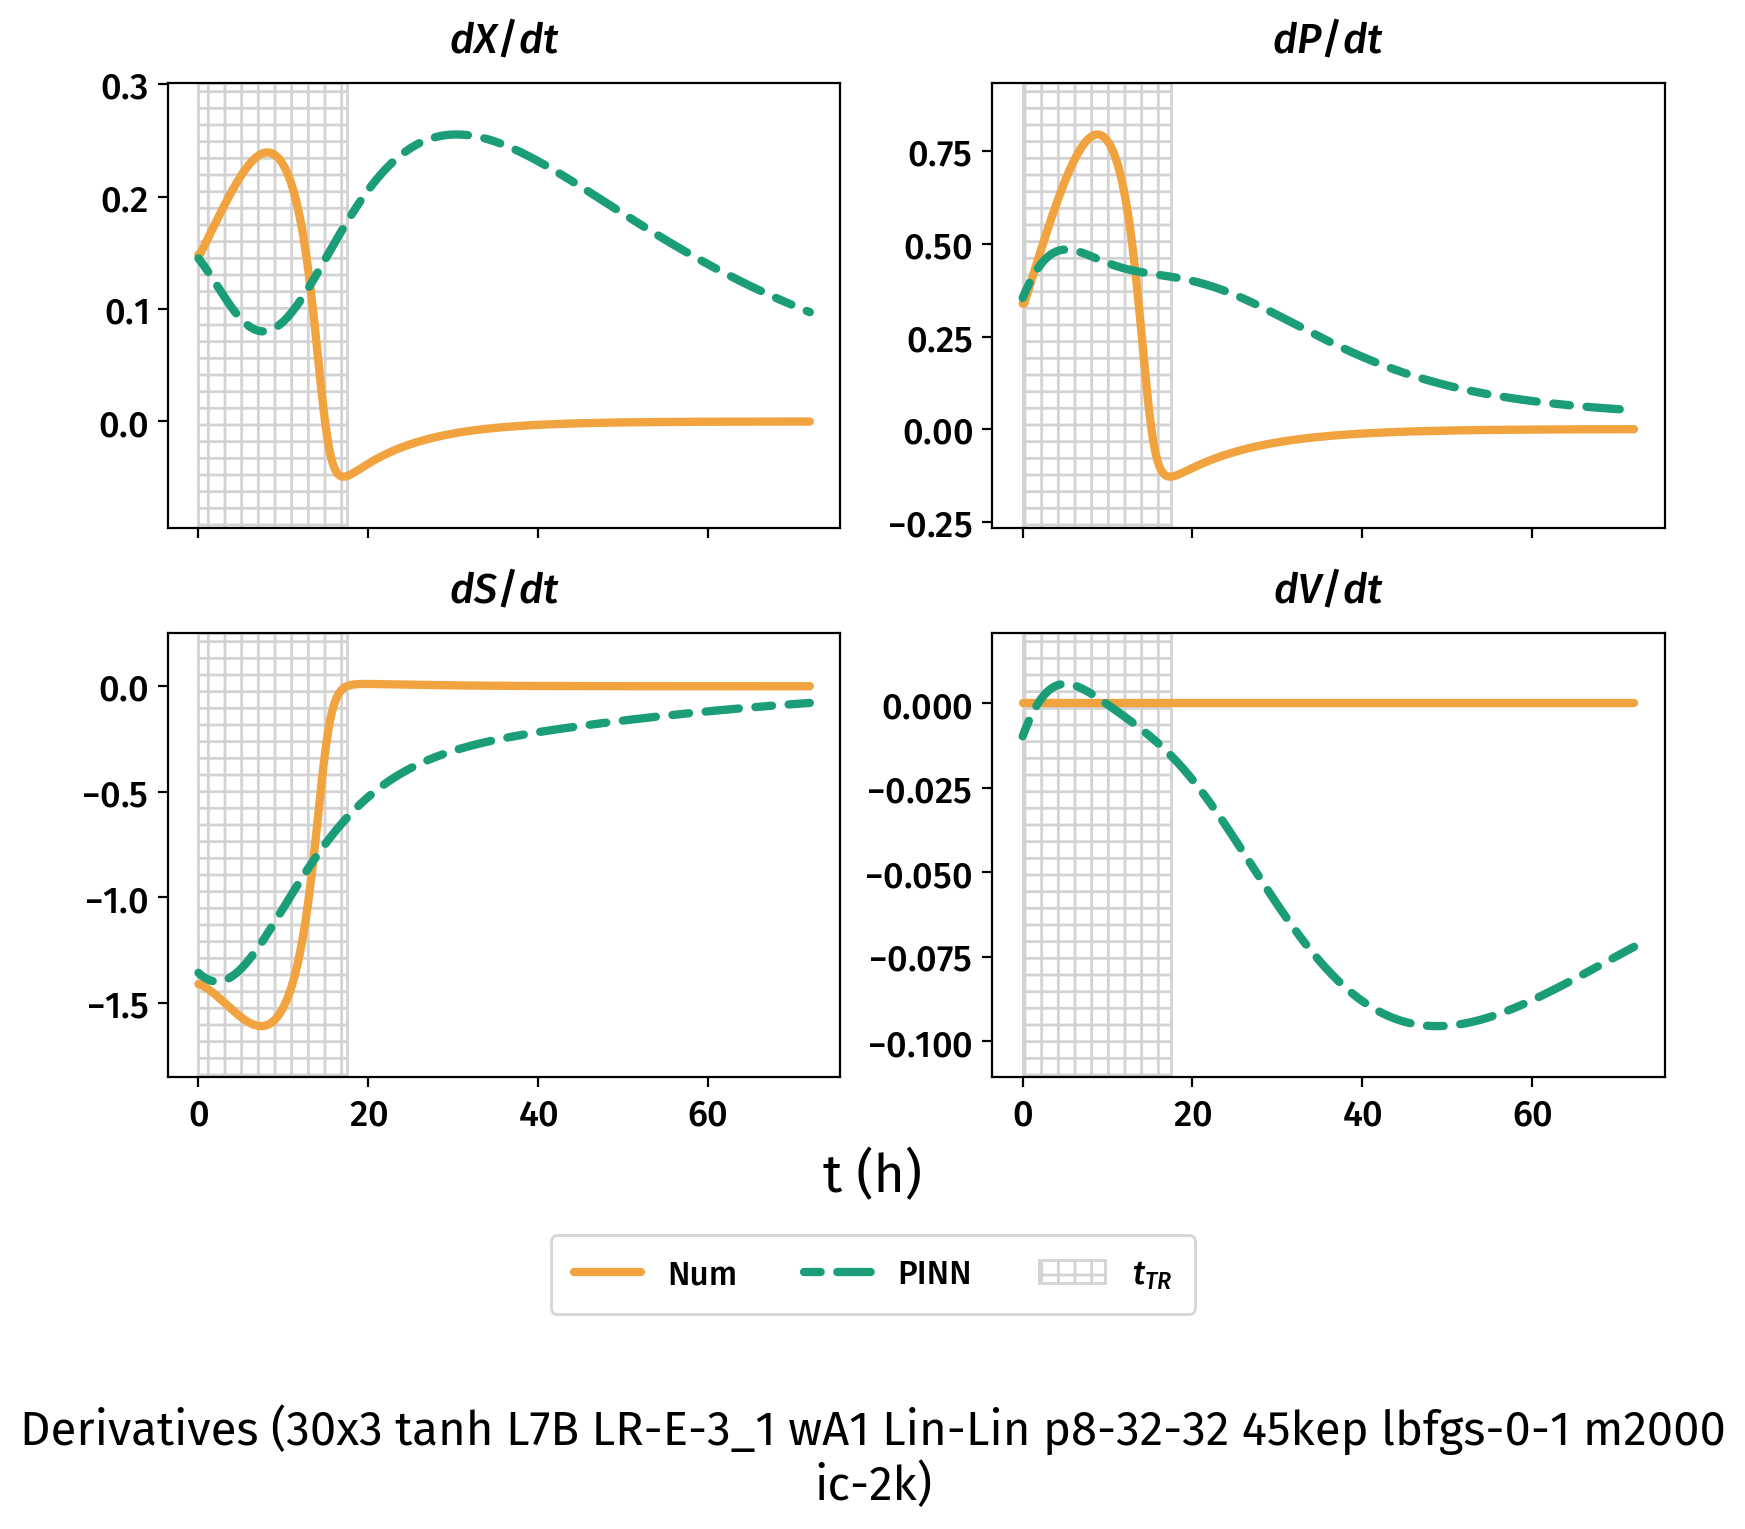 dX/dt
dP/dt
0.3
0.2
0.1
0.0
0.75
0.50
0.25
0.00
−0.25
dS/dt
dV/dt
0.0
−0.5
−1.0
−1.5
0.000
−0.025
−0.050
−0.075
−0.100
0 20 40 60
0 20 40 60
t (h)
Num PINN tTR
Derivatives (30x3 tanh L7B LR-E-3_1 wA1 Lin-Lin p8-32-32 45kep lbfgs-0-1 m2000
ic-2k)